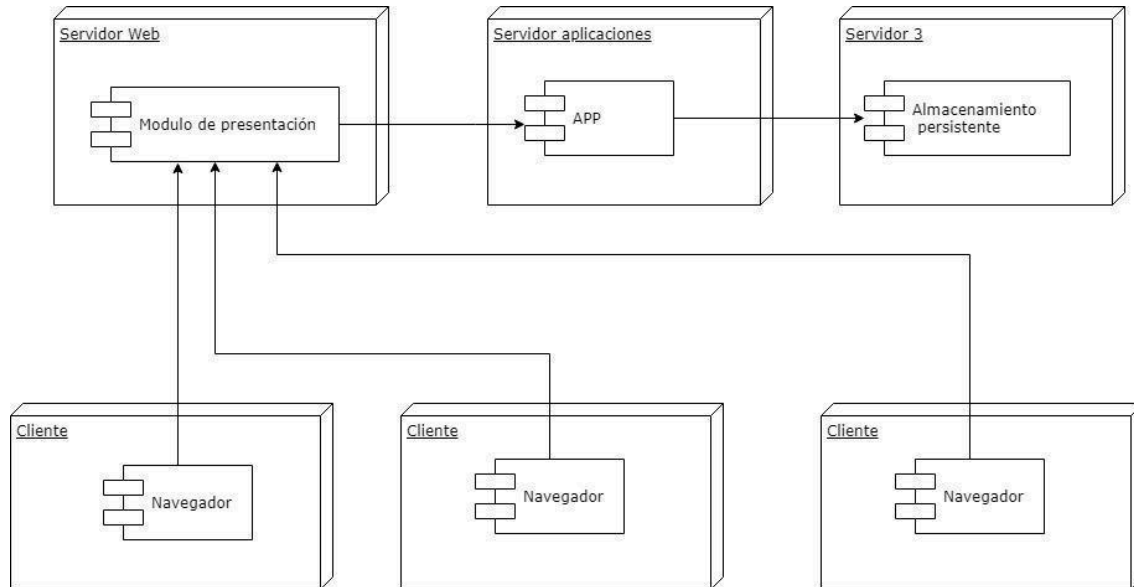 Servidor Web
Servidor aplicaciones
Servidor 3
Modulo de presentación
APP
Almacenamiento
persistente
Cliente
Cliente
Cliente
Navegador
Navegador
Navegador